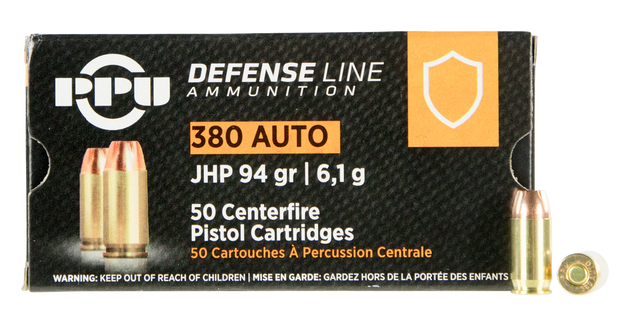 PPU
DEFENSE LINE
AMMUNITION
380 AUTO
JHP 94 gr | 6,1 g
50 Centerfire
Pistol Cartridges
50 Cartouches À Percussion Centrale
WARNING: KEEP OUT OF REACH OF CHILDREN | MISE EN GARDE: GARDEZ HORS DE LA PORTÉE DES ENFANTS